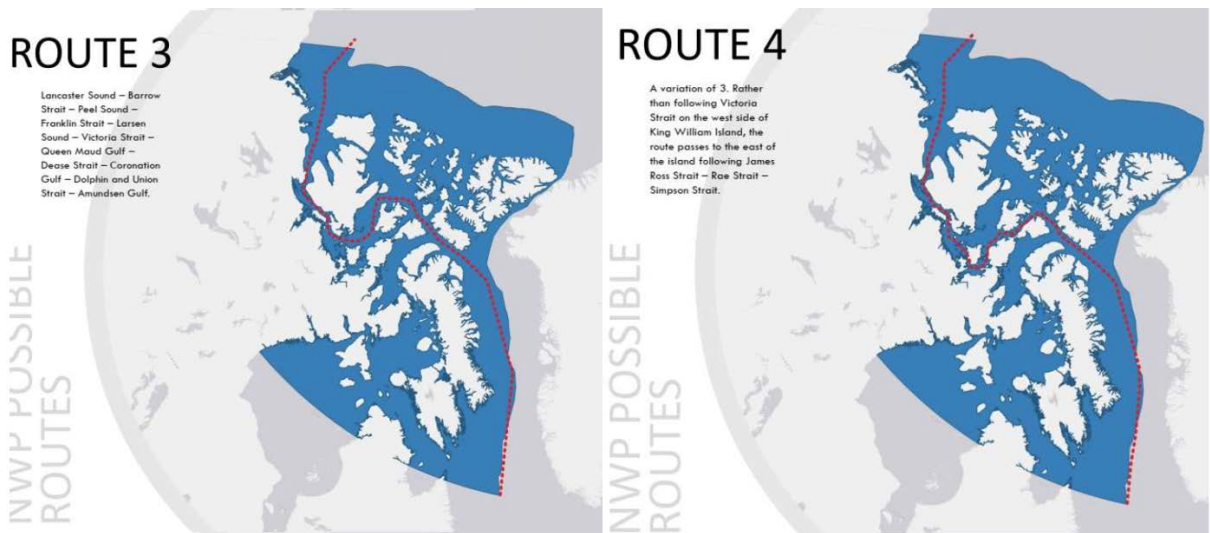 ROUTE 3
Lancaster Sound – Barrow
Strait – Peel Sound –
Franklin Strait – Larsen
Sound – Victoria Strait –
Queen Maud Gulf –
Dease Strait – Coronation
Gulf – Dolphin and Union
Strait – Amundsen Gulf.
NWP POSSIBLE
ROUTES
ROUTE 4
A variation of 3. Rather
than following Victoria
Strait on the west side of
King William Island, the
route passes to the east of
the island following James
Ross Strait – Rae Strait –
Simpson Strait.
NWP POSSIBLE
ROUTES